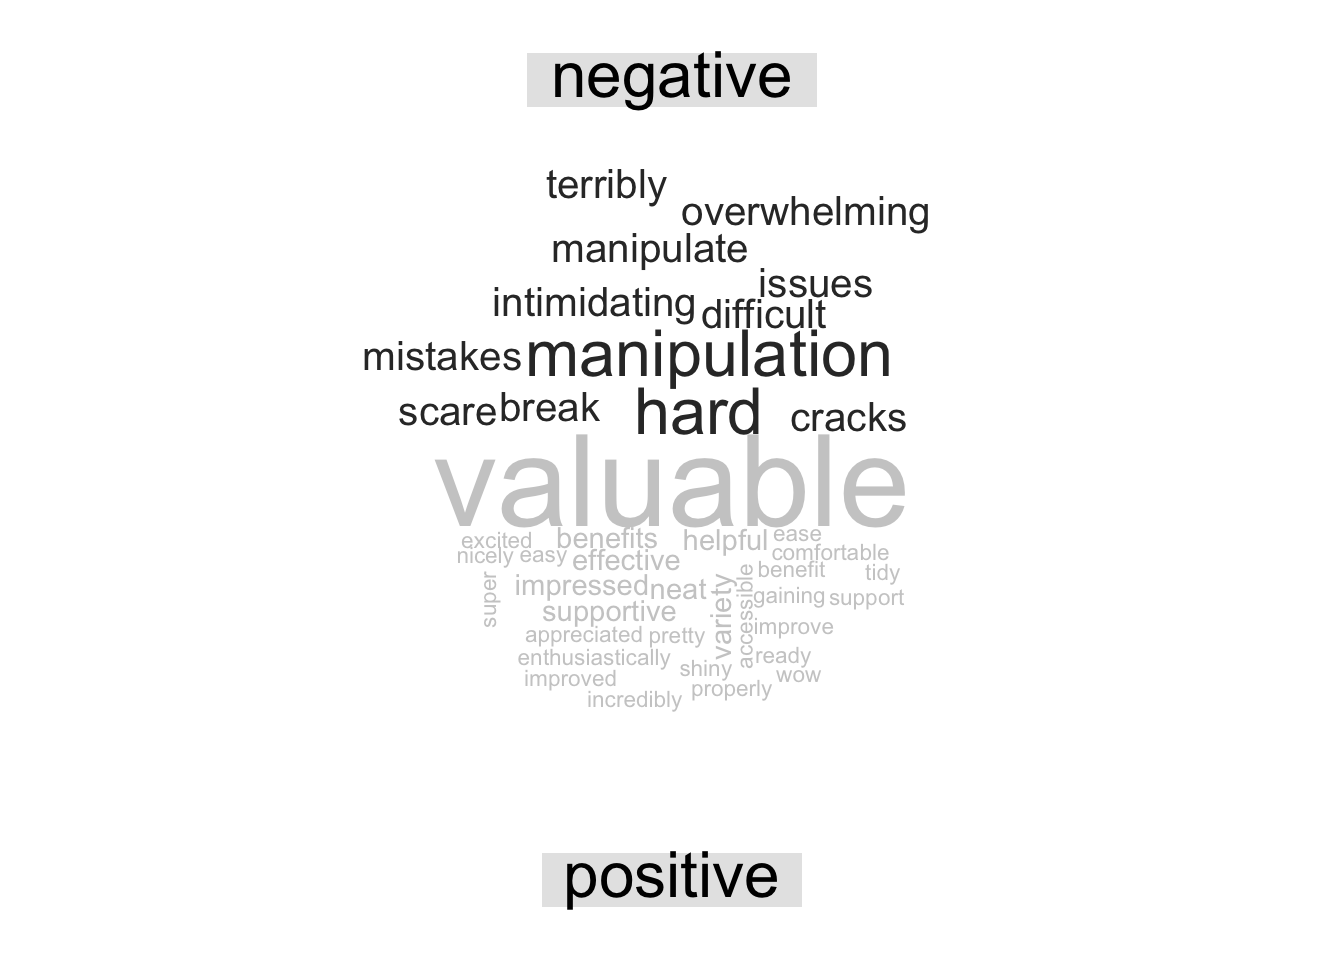 negative
terribly
overwhelming
manipulate
issues
intimidating
difficult
mistakes manipulation
scare break hard cracks
valuable
excited benefits helpful ease
nicely easy effective comfortable
benefit tidy
super impressed neat variety accessible gaining support
supportive
appreciated pretty improve
enthusiastically shiny ready
improved properly wow
incredibly
positive